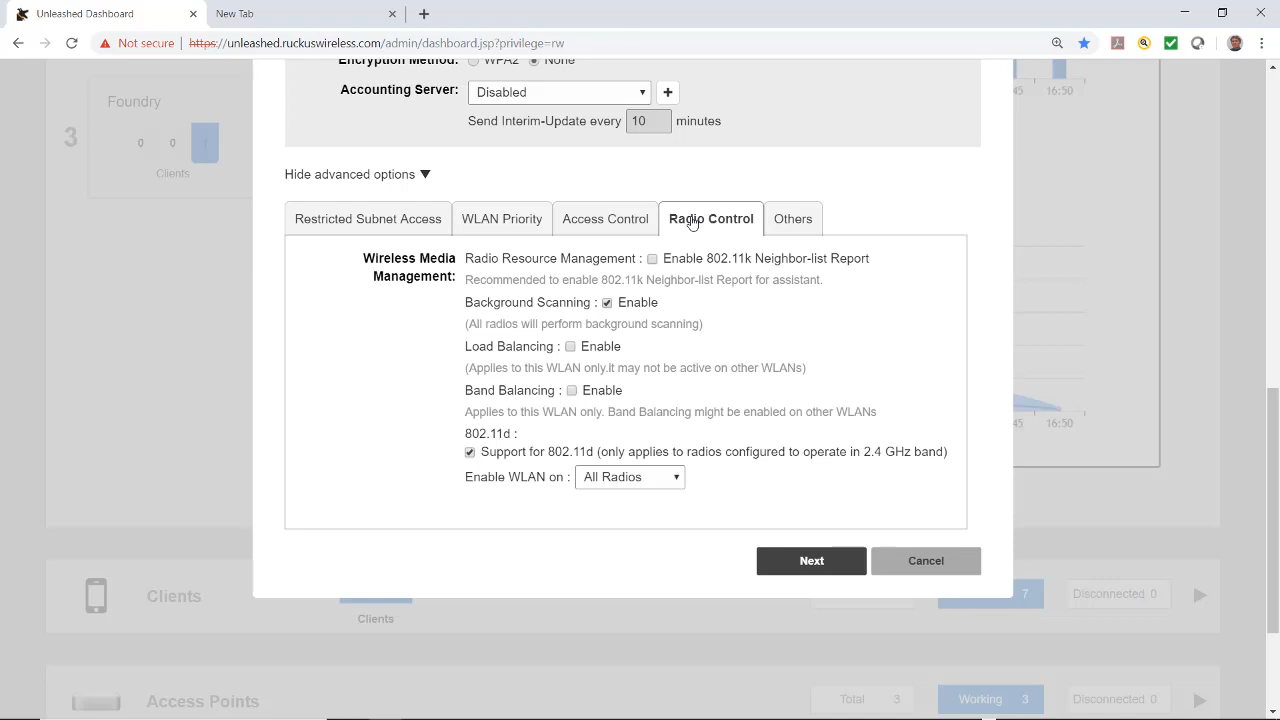 Unleashed Dashboard
New Tab
Not secure
https://unleashed.ruckuswireless.com/admin/dashboard.jsp?privilege=rw
Encryption Method: WPA2 None
Accounting Server: Disabled
Send Interim-Update every 10 minutes
Hide advanced options
Restricted Subnet Access WLAN Priority Access Control Radio Control Others
Wireless Media Management: Radio Resource Management : Enable 802.11k Neighbor-list Report
Recommended to enable 802.11k Neighbor-list Report for assistant.
Background Scanning : Enable
(All radios will perform background scanning)
Load Balancing : Enable
(Applies to this WLAN only.It may not be active on other WLANs)
Band Balancing : Enable
Applies to this WLAN only. Band Balancing might be enabled on other WLANs
802.11d :
Support for 802.11d (only applies to radios configured to operate in 2.4 GHz band)
Enable WLAN on : All Radios
Next Cancel
3
Foundry
0 0
Clients
45 16:50
45 16:50
Clients
Clients
7
Disconnected 0
Access Points
Total 3
Working 3
Disconnected 0